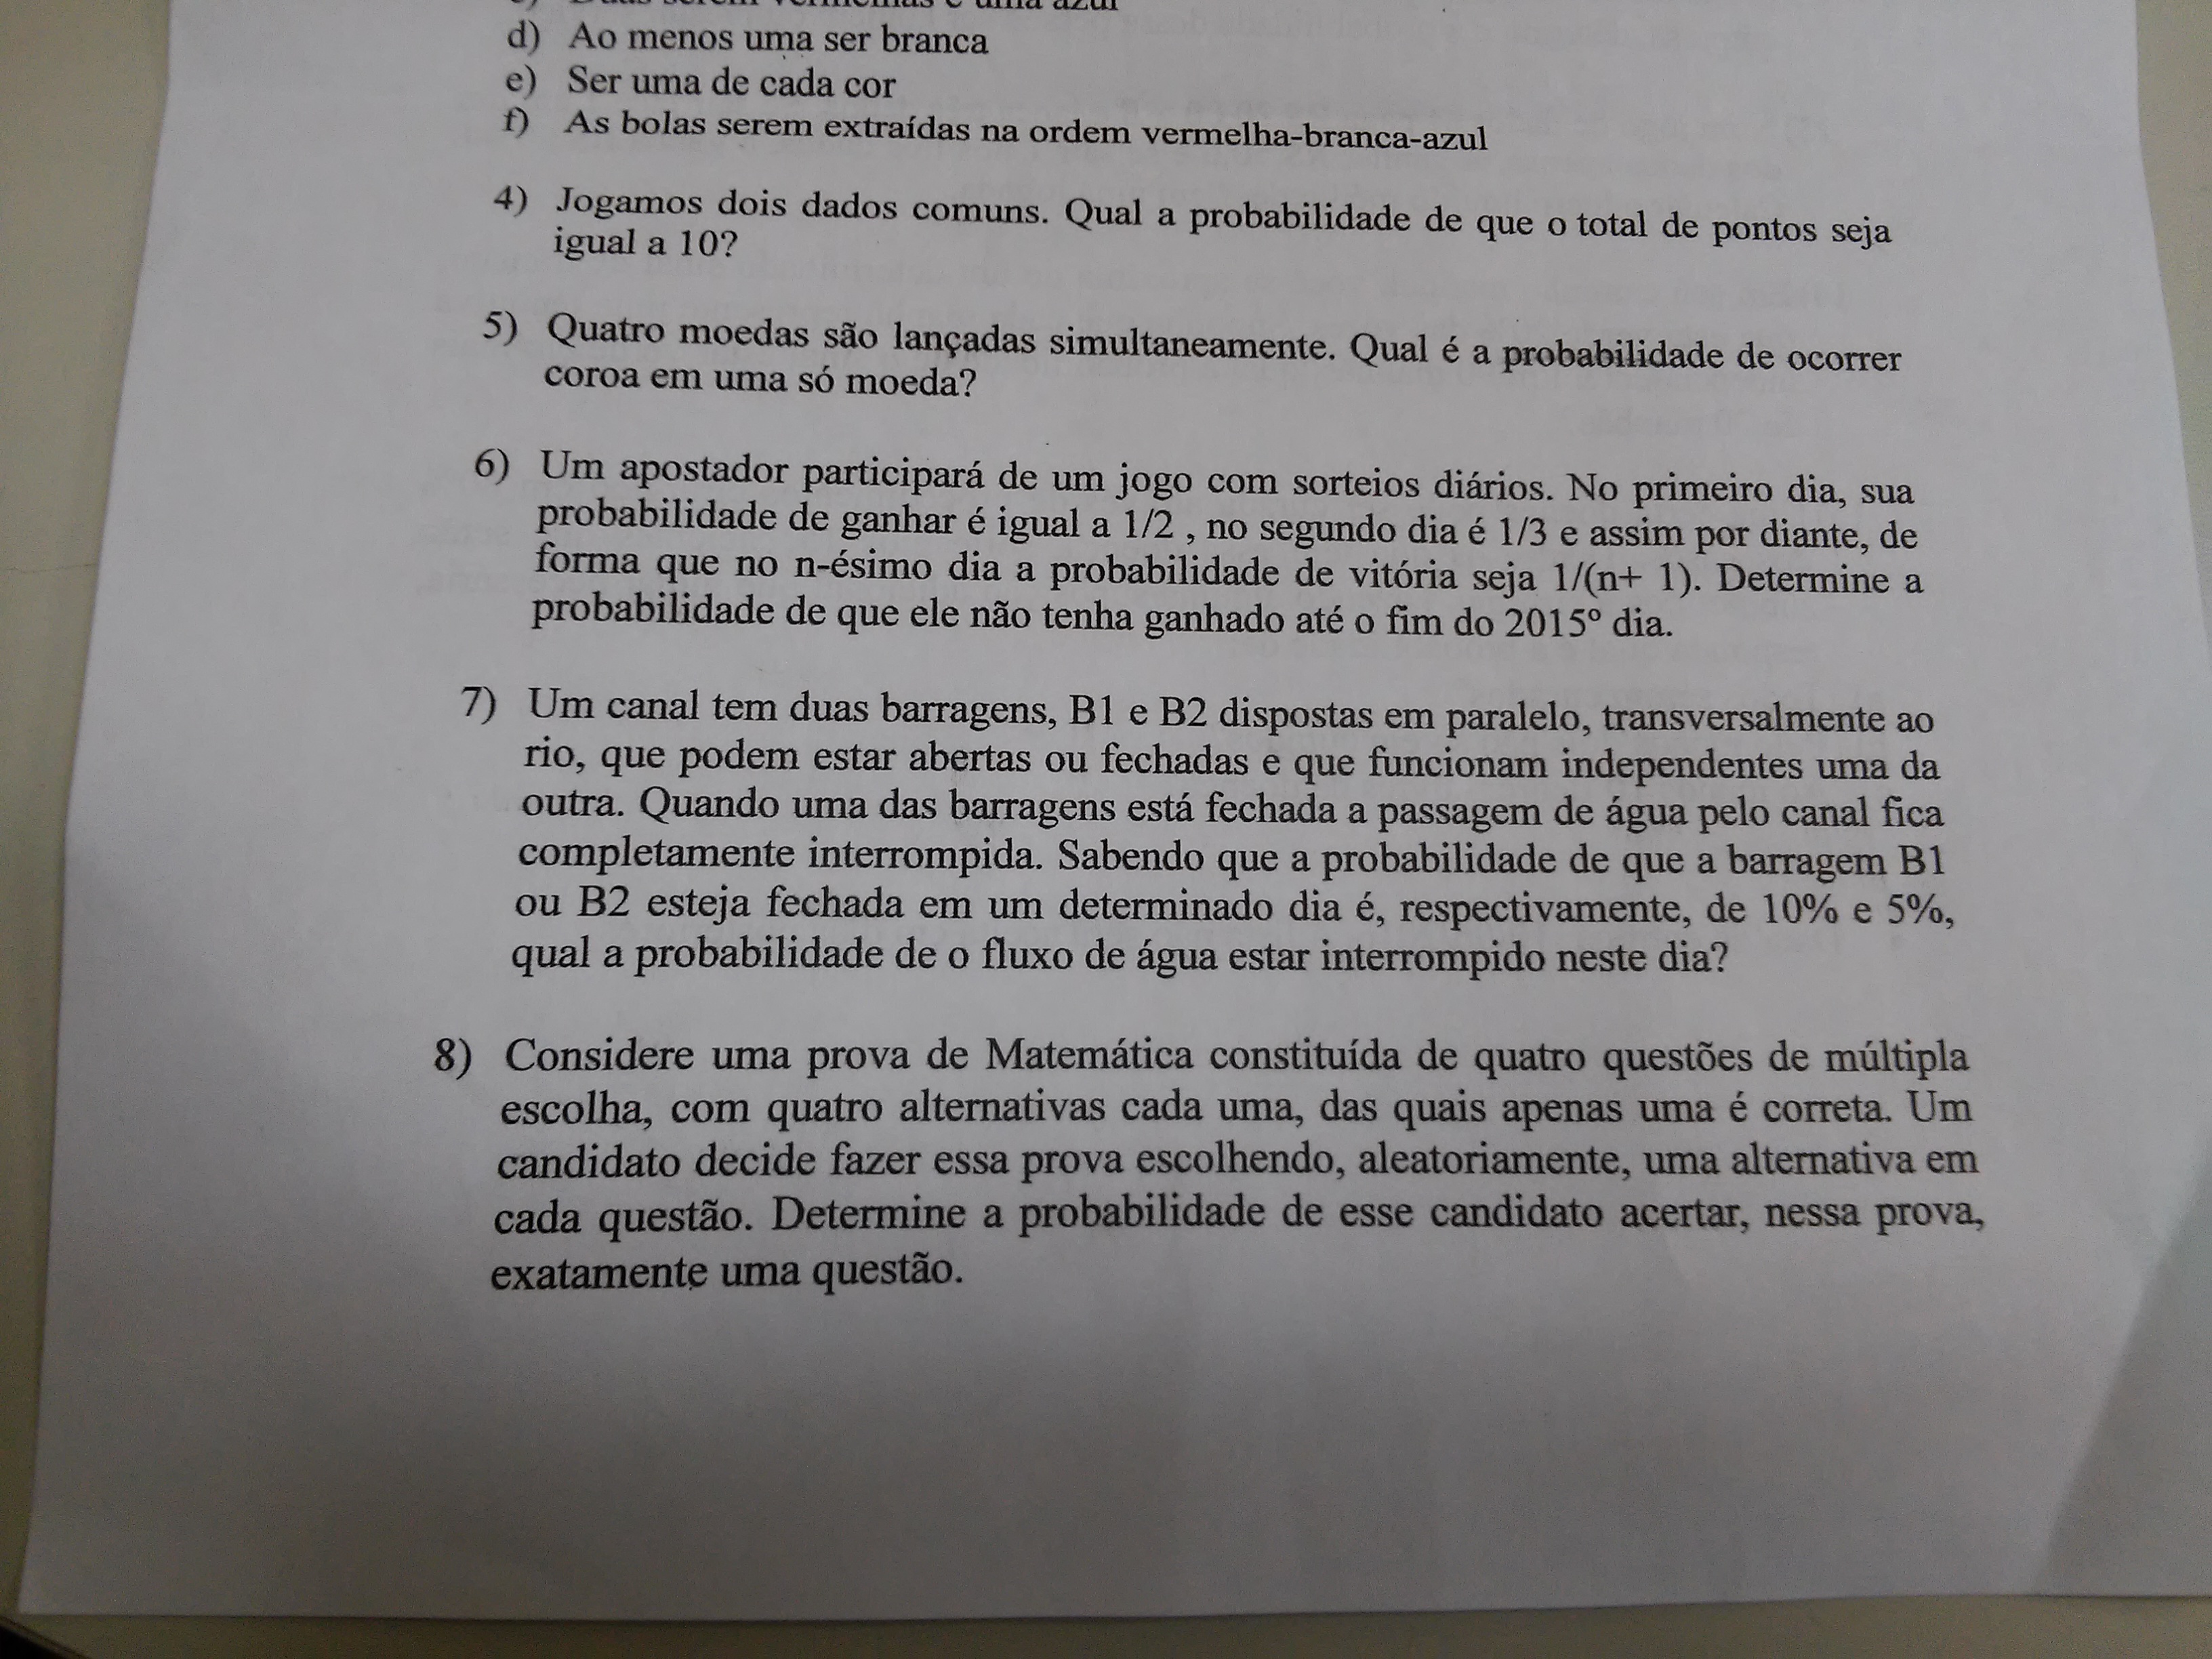 c) Duas serem vermelhas e uma azul
d) Ao menos uma ser branca
e) Ser uma de cada cor
f) As bolas serem extraídas na ordem vermelha-branca-azul
4) Jogamos dois dados comuns. Qual a probabilidade de que o total de pontos seja
igual a 10?
5) Quatro moedas são lançadas simultaneamente. Qual é a probabilidade de ocorrer
coroa em uma só moeda?
6) Um apostador participará de um jogo com sorteios diários. No primeiro dia, sua
probabilidade de ganhar é igual a 1/2 , no segundo dia é 1/3 e assim por diante, de
forma que no n-ésimo dia a probabilidade de vitória seja 1/(n+ 1). Determine a
probabilidade de que ele não tenha ganhado até o fim do 2015º dia.
7) Um canal tem duas barragens, B1 e B2 dispostas em paralelo, transversalmente ao
rio, que podem estar abertas ou fechadas e que funcionam independentes uma da
outra. Quando uma das barragens está fechada a passagem de água pelo canal fica
completamente interrompida. Sabendo que a probabilidade de que a barragem B1
ou B2 esteja fechada em um determinado dia é, respectivamente, de 10% e 5%,
qual a probabilidade de o fluxo de água estar interrompido neste dia?
8) Considere uma prova de Matemática constituída de quatro questões de múltipla
escolha, com quatro alternativas cada uma, das quais apenas uma é correta. Um
candidato decide fazer essa prova escolhendo, aleatoriamente, uma alternativa em
cada questão. Determine a probabilidade de esse candidato acertar, nessa prova,
exatamente uma questão.